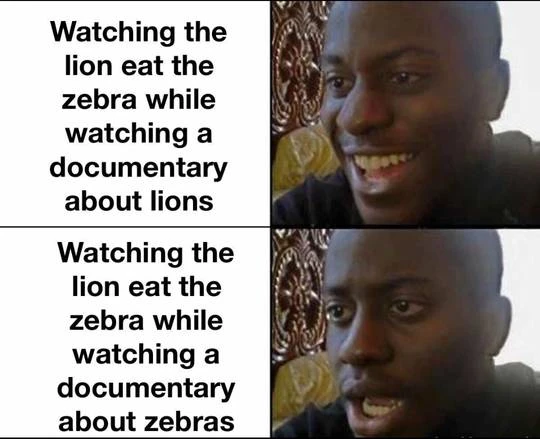 Watching the
lion eat the
zebra while
watching a
documentary
about lions
Watching the
lion eat the
zebra while
watching a
documentary
about zebras